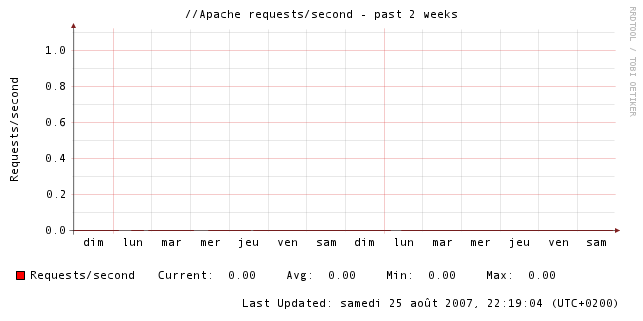 //Apache requests/second - past 2 weeks
RRDTOOL / TOBI OETIKER
Requests/second
1.0
0.8
0.6
0.4
0.2
0.0
dim lun mar mer jeu ven sam dim lun mar mer jeu ven sam
Requests/second Current: 0.00 Avg: 0.00 Min: 0.00 Max: 0.00
Last Updated: samedi 25 août 2007, 22:19:04 (UTC+0200)